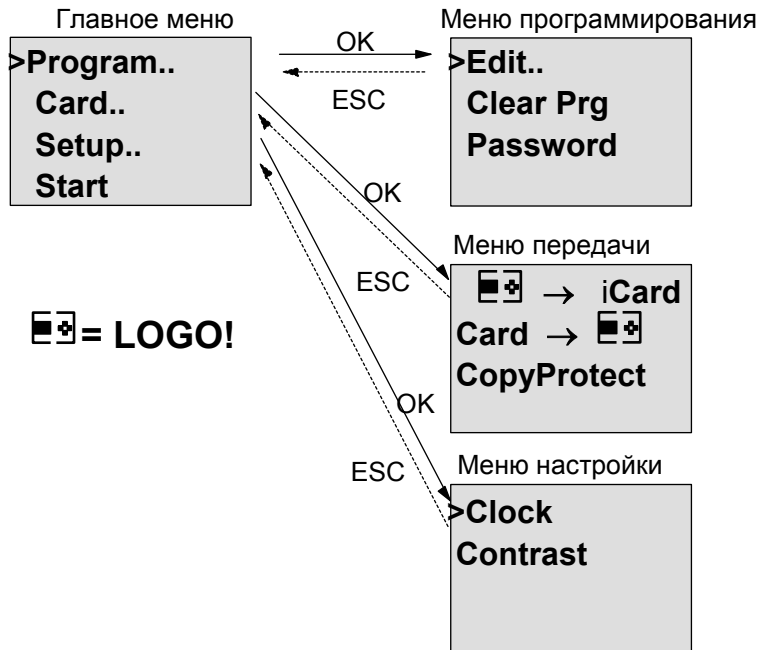 Главное меню
>Program..
Card..
Setup..
Start
OK
ESC
Меню программирования
>Edit..
Clear Prg
Password
OK
ESC
Меню передачи
→ iCard
Card →
CopyProtect
= LOGO!
OK
ESC
Меню настройки
>Clock
Contrast